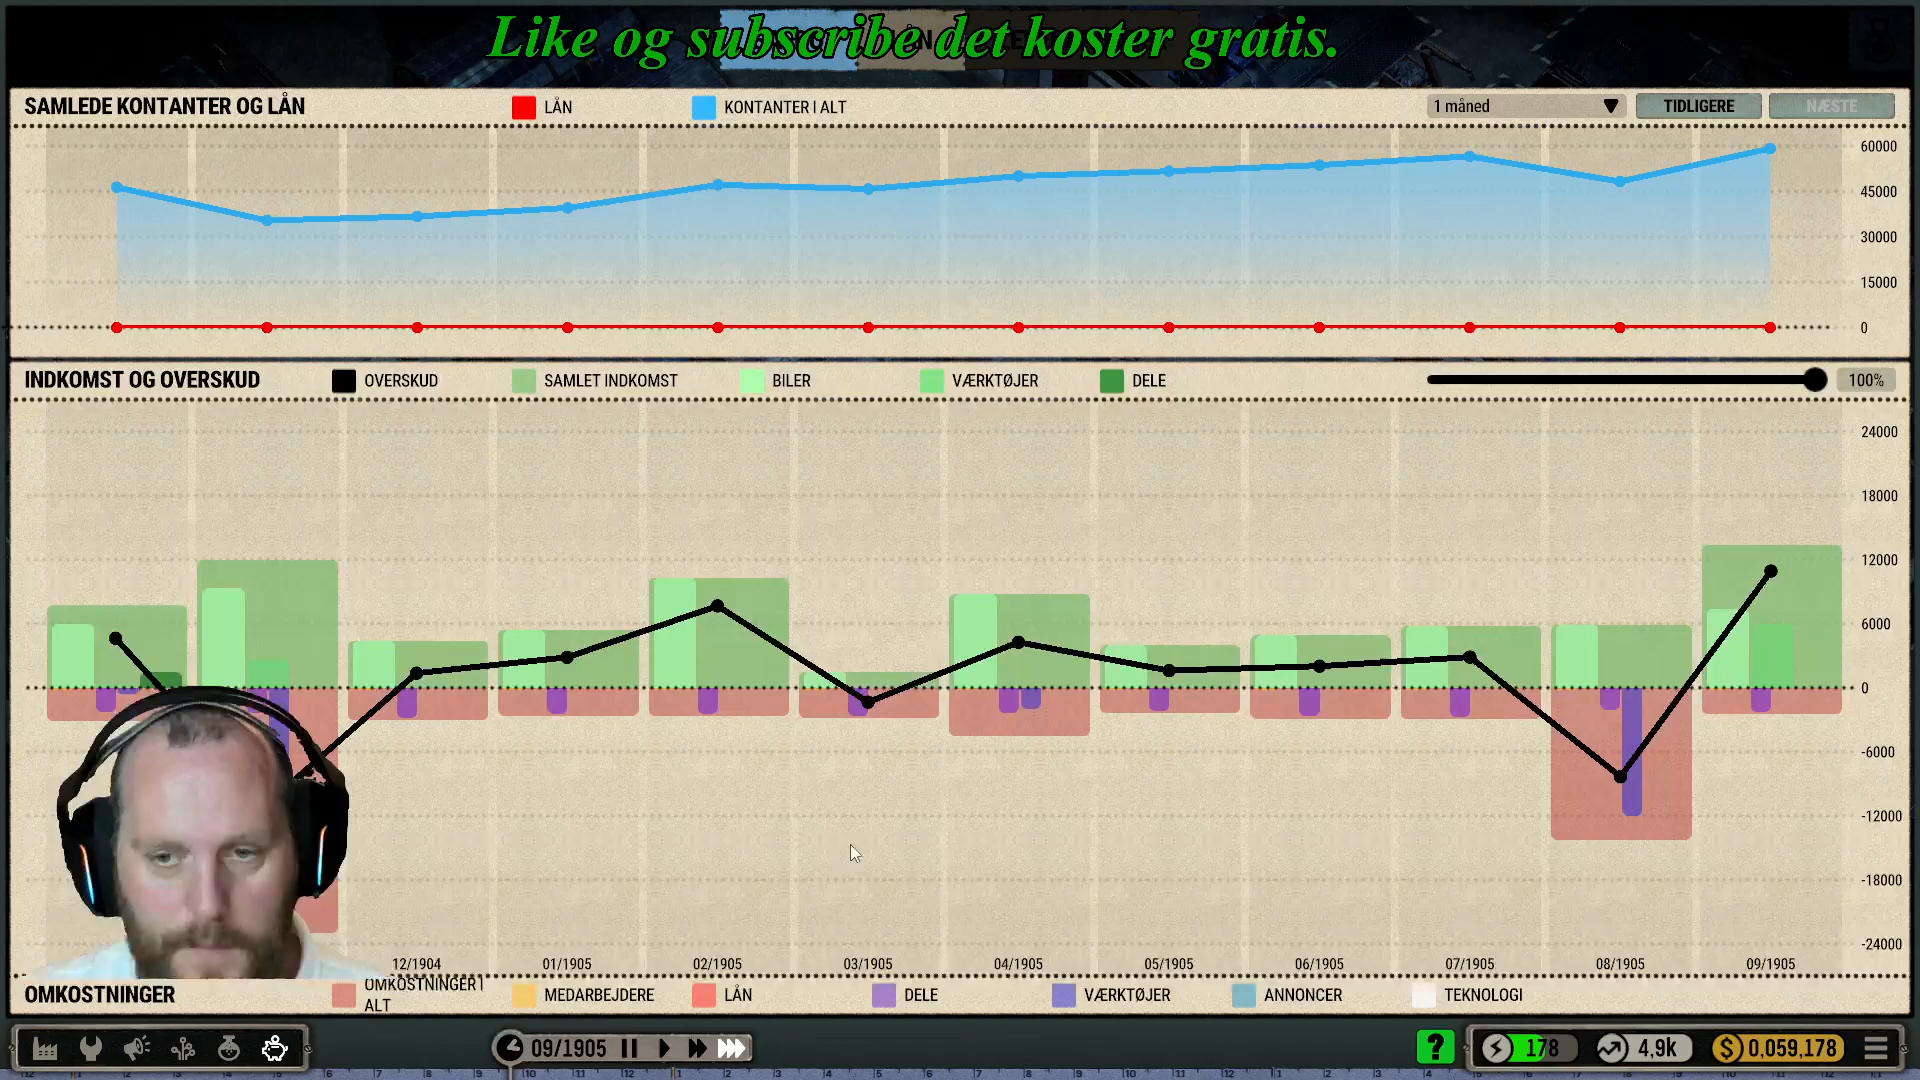 Like og subscribe det koster gratis.
SAMLEDE KONTANTER OG LÅN
LÅN
KONTANTER I ALT
1 måned
TIDLIGERE
NÆSTE
60000
45000
30000
15000
0
INDKOMST OG OVERSKUD
OVERSKUD
SAMLET INDKOMST
BILER
VÆRKTØJER
DELE
100%
24000
18000
12000
6000
0
-6000
-12000
-18000
-24000
12/1904
01/1905
02/1905
03/1905
04/1905
05/1905
06/1905
07/1905
08/1905
09/1905
OMKOSTNINGER
OMKOSTNINGER I
ALT
MEDARBEJDERE
LÅN
DELE
VÆRKTØJER
ANNONCER
TEKNOLOGI
09/1905
?
178
4,9k
$ 0,059,178